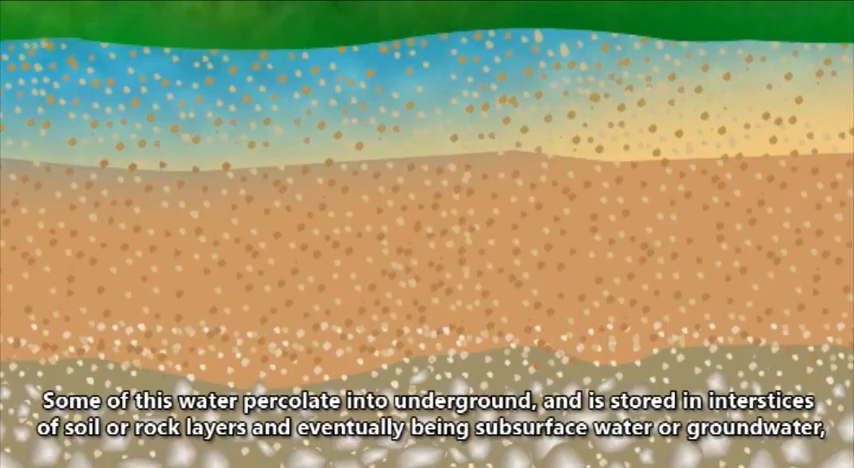 Some of this water percolate into underground, and is stored in interstices
of soil or rock layers and eventually being subsurface water or groundwater,